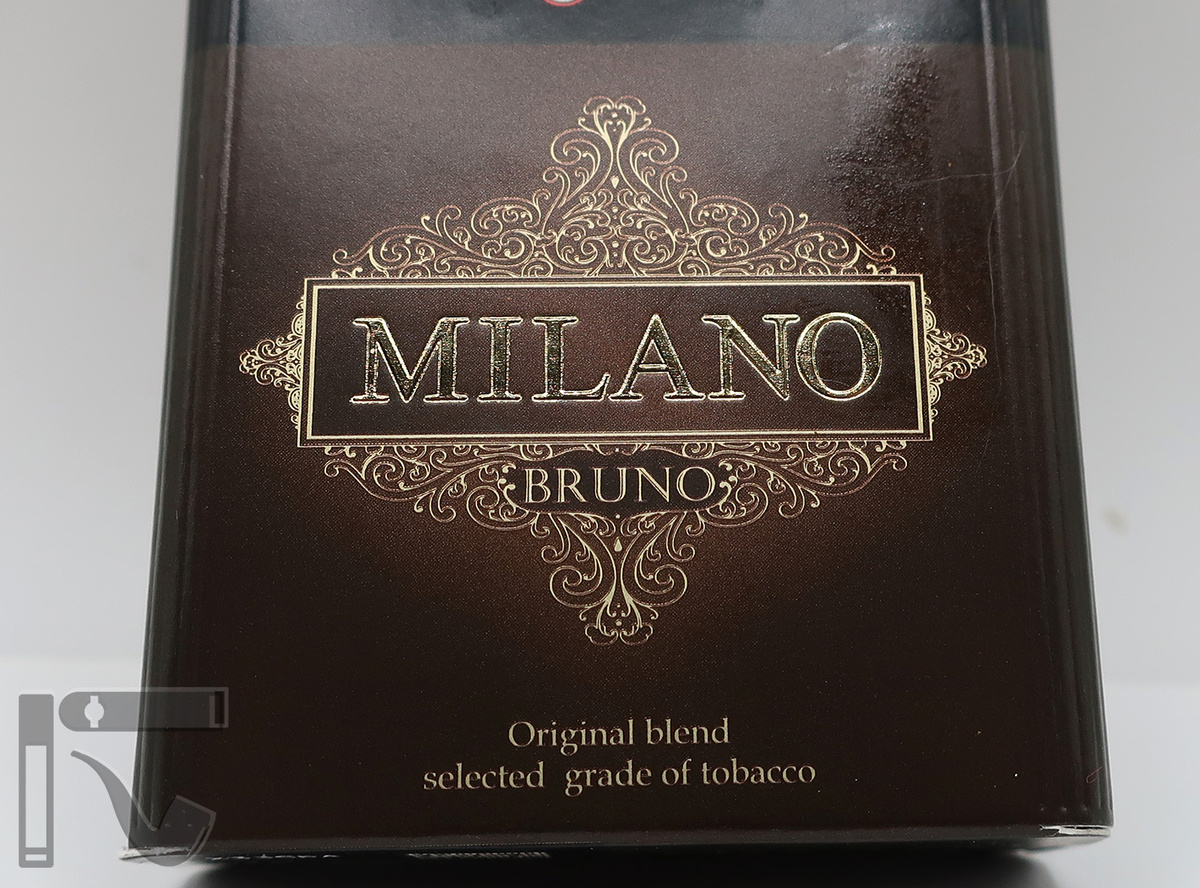 MILANO
BRUNO
Original blend
selected grade of tobacco